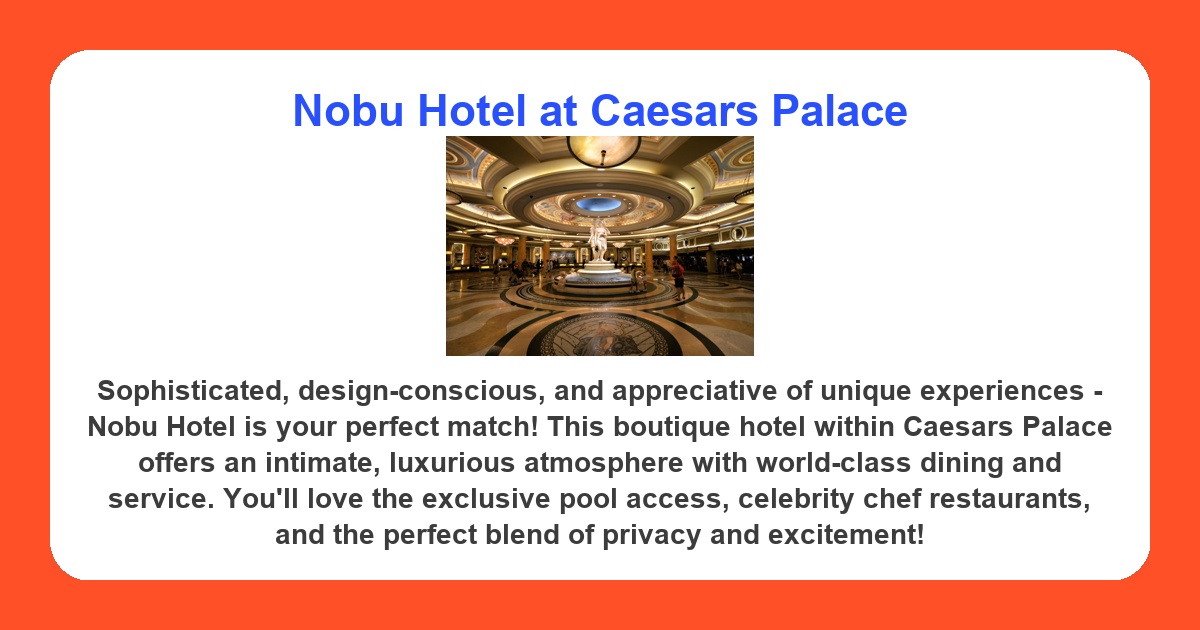 Nobu Hotel at Caesars Palace
Sophisticated, design-conscious, and appreciative of unique experiences -
Nobu Hotel is your perfect match! This boutique hotel within Caesars Palace
offers an intimate, luxurious atmosphere with world-class dining and
service. You'll love the exclusive pool access, celebrity chef restaurants,
and the perfect blend of privacy and excitement!